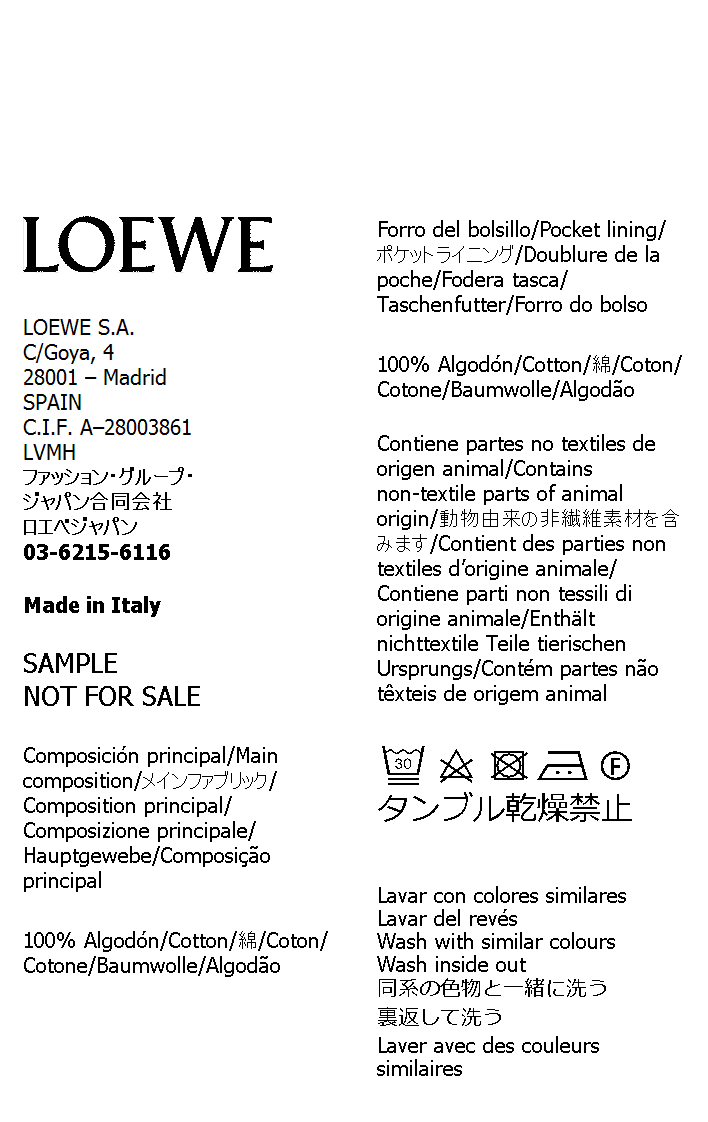 LOEWE
LOEWE S.A.
C/Goya, 4
28001 – Madrid
SPAIN
C.I.F. A–28003861
LVMH
ファッション・グループ・
ジャパン合同会社
ロエベジャパン
03-6215-6116
Made in Italy
SAMPLE
NOT FOR SALE
Composición principal/Main
composition/メインファブリック/
Composition principal/
Composizione principale/
Hauptgewebe/Composição
principal
100% Algodón/Cotton/綿/Coton/
Cotone/Baumwolle/Algodão
Forro del bolsillo/Pocket lining/
ポケットライニング/Doublure de la
poche/Fodera tasca/
Taschenfutter/Forro do bolso
100% Algodón/Cotton/綿/Coton/
Cotone/Baumwolle/Algodão
Contiene partes no textiles de
origen animal/Contains
non-textile parts of animal
origin/動物由来の非繊維素材を含
みます/Contient des parties non
textiles d’origine animale/
Contiene parti non tessili di
origine animale/Enthält
nichttextile Teile tierischen
Ursprungs/Contém partes não
têxteis de origem animal
30 F
タンブル乾燥禁止
Lavar con colores similares
Lavar del revés
Wash with similar colours
Wash inside out
同系の色物と一緒に洗う
裏返して洗う
Laver avec des couleurs
similaires